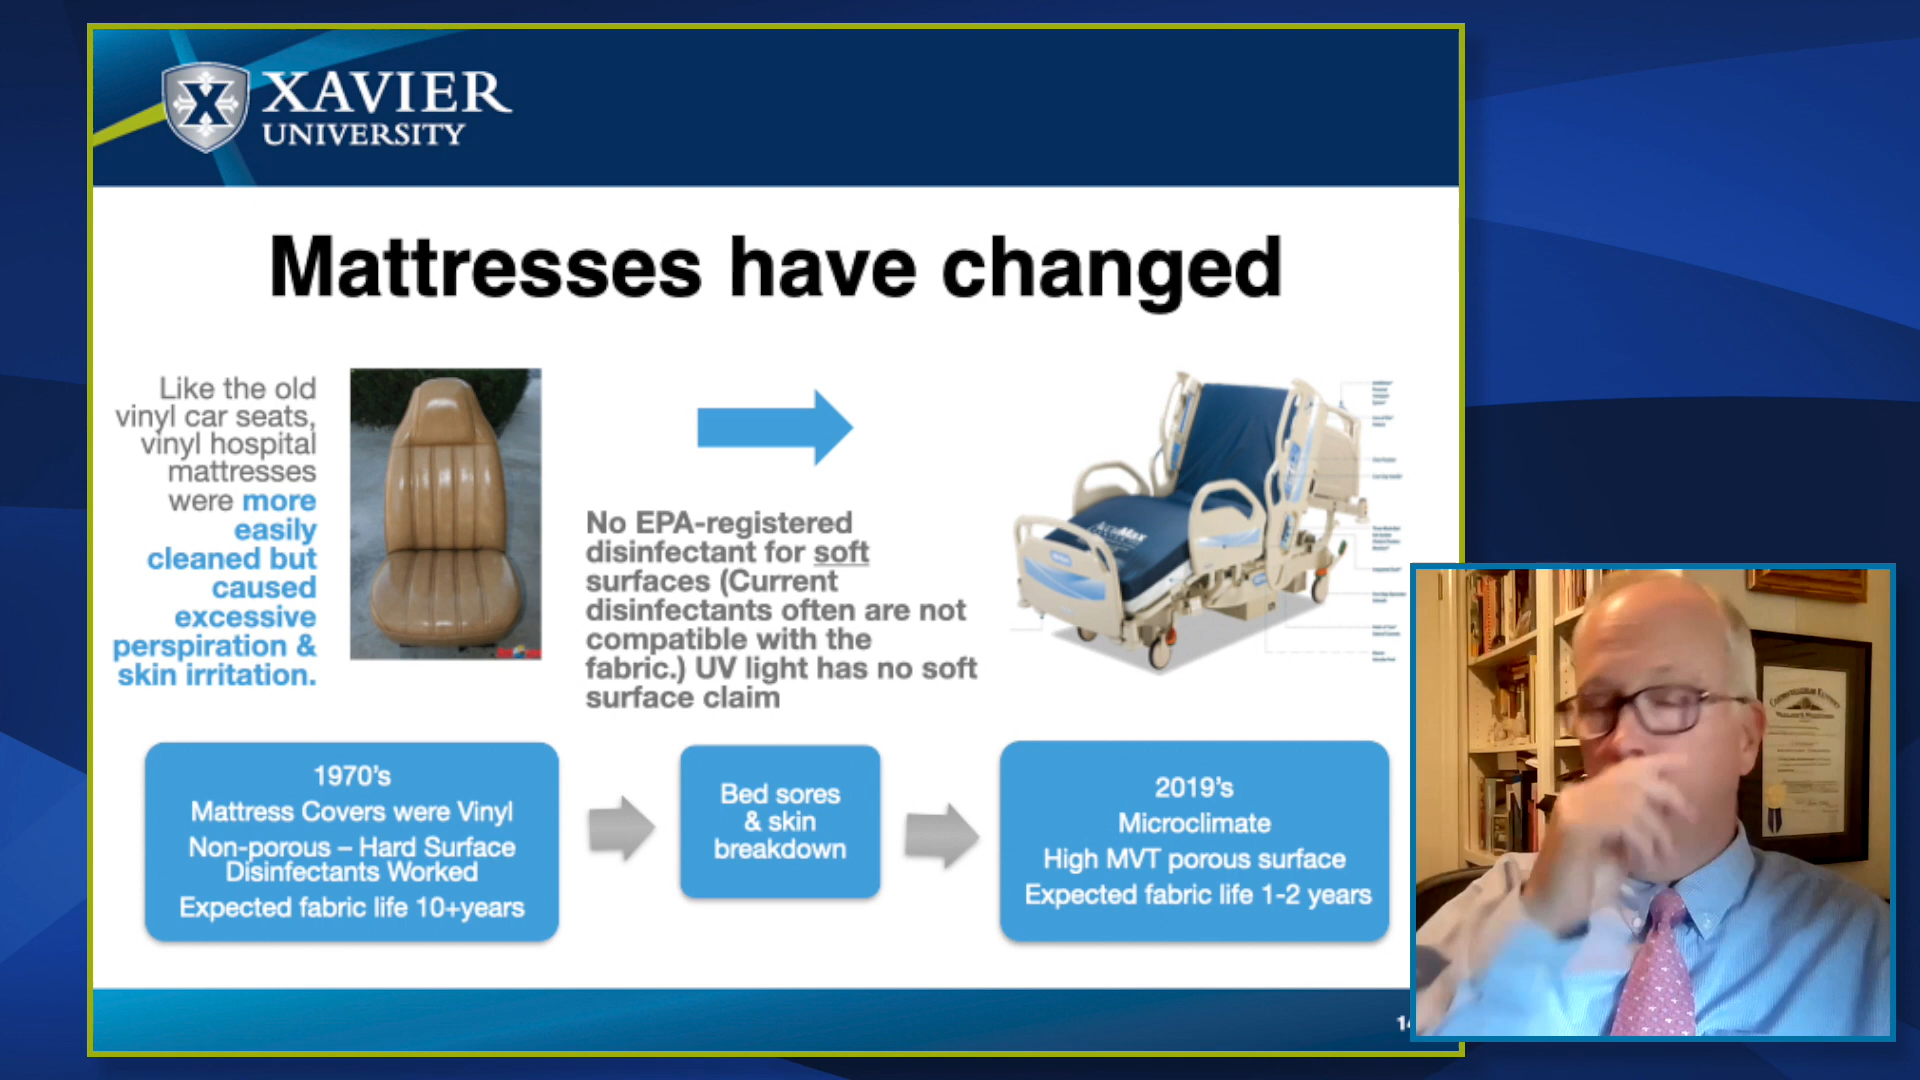 XAVIER
UNIVERSITY
Mattresses have changed
Like the old
vinyl car seats,
vinyl hospital
mattresses
were more
easily
cleaned but
caused
excessive
perspiration &
skin irritation.
No EPA-registered
disinfectant for soft
surfaces (Current
disinfectants often are not
compatible with the
fabric.) UV light has no soft
surface claim
AccuMax
1970's
Mattress Covers were Vinyl
Non-porous – Hard Surface
Disinfectants Worked
Expected fabric life 10+years
Bed sores
& skin
breakdown
2019's
Microclimate
High MVT porous surface
Expected fabric life 1-2 years